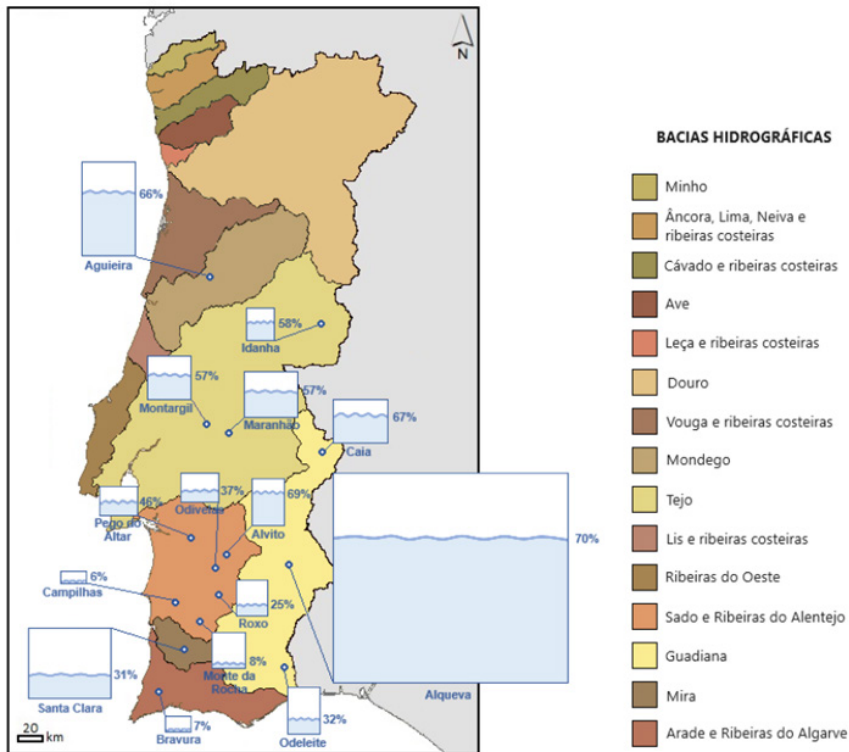 N
66%
Aguieira
58%
Idanha
57%
Montargil
57%
Maranhão
67%
Caia
46%
Pego do
Altar
37%
Odivelas
69%
Alvito
70%
Alqueva
6%
Campilhas
25%
Roxo
31%
Santa Clara
8%
Monte da
Rocha
7%
Bravura
32%
Odeleite
20
km
BACIAS HIDROGRÁFICAS
Minho
Âncora, Lima, Neiva e
ribeiras costeiras
Cávado e ribeiras costeiras
Ave
Leça e ribeiras costeiras
Douro
Vouga e ribeiras costeiras
Mondego
Tejo
Lis e ribeiras costeiras
Ribeiras do Oeste
Sado e Ribeiras do Alentejo
Guadiana
Mira
Arade e Ribeiras do Algarve